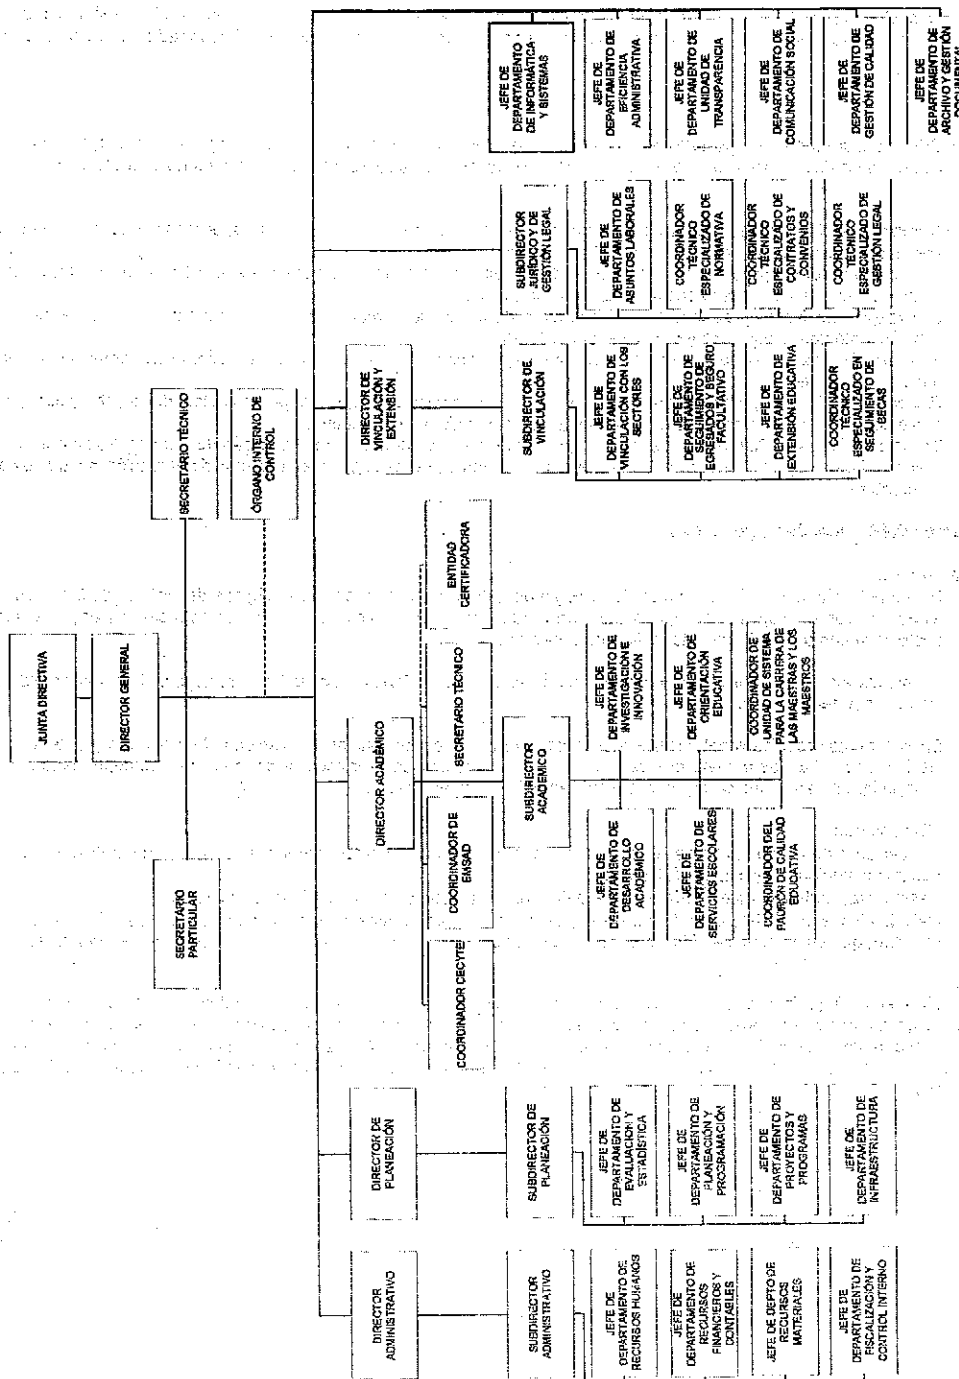 JUNTA DIRECTIVA
DIRECTOR GENERAL
SECRETARIO
PARTICULAR
SECRETARIO TÉCNICO
ÓRGANO INTERNO DE
CONTROL
DIRECTOR
ADMINISTRATIVO
DIRECTOR DE
PLANEACIÓN
DIRECTOR ACADÉMICO
DIRECTOR DE
VINCULACIÓN Y
EXTENSIÓN
COORDINADOR CECYTE
COORDINADOR DE
EMSAD
SECRETARIO TÉCNICO
ENTIDAD
CERTIFICADORA
SUBDIRECTOR
ADMINISTRATIVO
SUBDIRECTOR DE
PLANEACIÓN
SUBDIRECTOR
ACADÉMICO
SUBDIRECTOR DE
VINCULACIÓN
SUBDIRECTOR
JURÍDICO Y DE
GESTIÓN LEGAL
JEFE DE
DEPARTAMENTO
DE INFORMÁTICA
Y SISTEMAS
JEFE DE
DEPARTAMENTO DE
RECURSOS HUMANOS
JEFE DE
DEPARTAMENTO DE
EVALUACION Y
ESTADÍSTICA
JEFE DE
DEPARTAMENTO DE
DESARROLLO
ACADÉMICO
JEFE DE
DEPARTAMENTO DE
INVESTIGACIÓN E
INNOVACIÓN
JEFE DE
DEPARTAMENTO DE
VINCULACIÓN CON LOS
SECTORES
JEFE DE
DEPARTAMENTO DE
ASUNTOS LABORALES
JEFE DE
DEPARTAMENTO DE
EFICIENCIA
ADMINISTRATIVA
JEFE DE
DEPARTAMENTO DE
RECURSOS
FINANCIEROS Y
CONTABLES
JEFE DE
DEPARTAMENTO DE
PLANEACIÓN Y
PROGRAMACIÓN
JEFE DE
DEPARTAMENTO DE
SERVICIOS ESCOLARES
JEFE DE
DEPARTAMENTO DE
ORIENTACIÓN
EDUCATIVA
JEFE DE
DEPARTAMENTO DE
SEGUIMIENTO DE
EGRESADOS Y SEGURO
FACULTATIVO
COORDINADOR
TÉCNICO
ESPECIALIZADO DE
NORMATIVA
JEFE DE
DEPARTAMENTO DE
UNIDAD DE
TRANSPARENCIA
JEFE DE DEPTO DE
RECURSOS
MATERIALES
JEFE DE
DEPARTAMENTO DE
PROYECTOS Y
PROGRAMAS
COORDINADOR DEL
PADRÓN DE CALIDAD
EDUCATIVA
COORDINADOR DE
UNIDAD DE SISTEMA
PARA LA CARRERA DE
LAS MAESTRAS Y LOS
MAESTROS
JEFE DE
DEPARTAMENTO DE
EXTENSIÓN EDUCATIVA
COORDINADOR
TÉCNICO
ESPECIALIZADO DE
CONTRATOS Y
CONVENIOS
JEFE DE
DEPARTAMENTO DE
COMUNICACIÓN SOCIAL
JEFE DE
DEPARTAMENTO DE
FISCALIZACIÓN Y
CONTROL INTERNO
JEFE DE
DEPARTAMENTO DE
INFRAESTRUCTURA
COORDINADOR
TÉCNICO
ESPECIALIZADO EN
SEGUIMIENTO DE
BECAS
COORDINADOR
TÉCNICO
ESPECIALIZADO DE
GESTIÓN LEGAL
JEFE DE
DEPARTAMENTO DE
GESTIÓN DE CALIDAD
JEFE DE
DEPARTAMENTO DE
ARCHIVO Y GESTIÓN
DOCUMENTAL